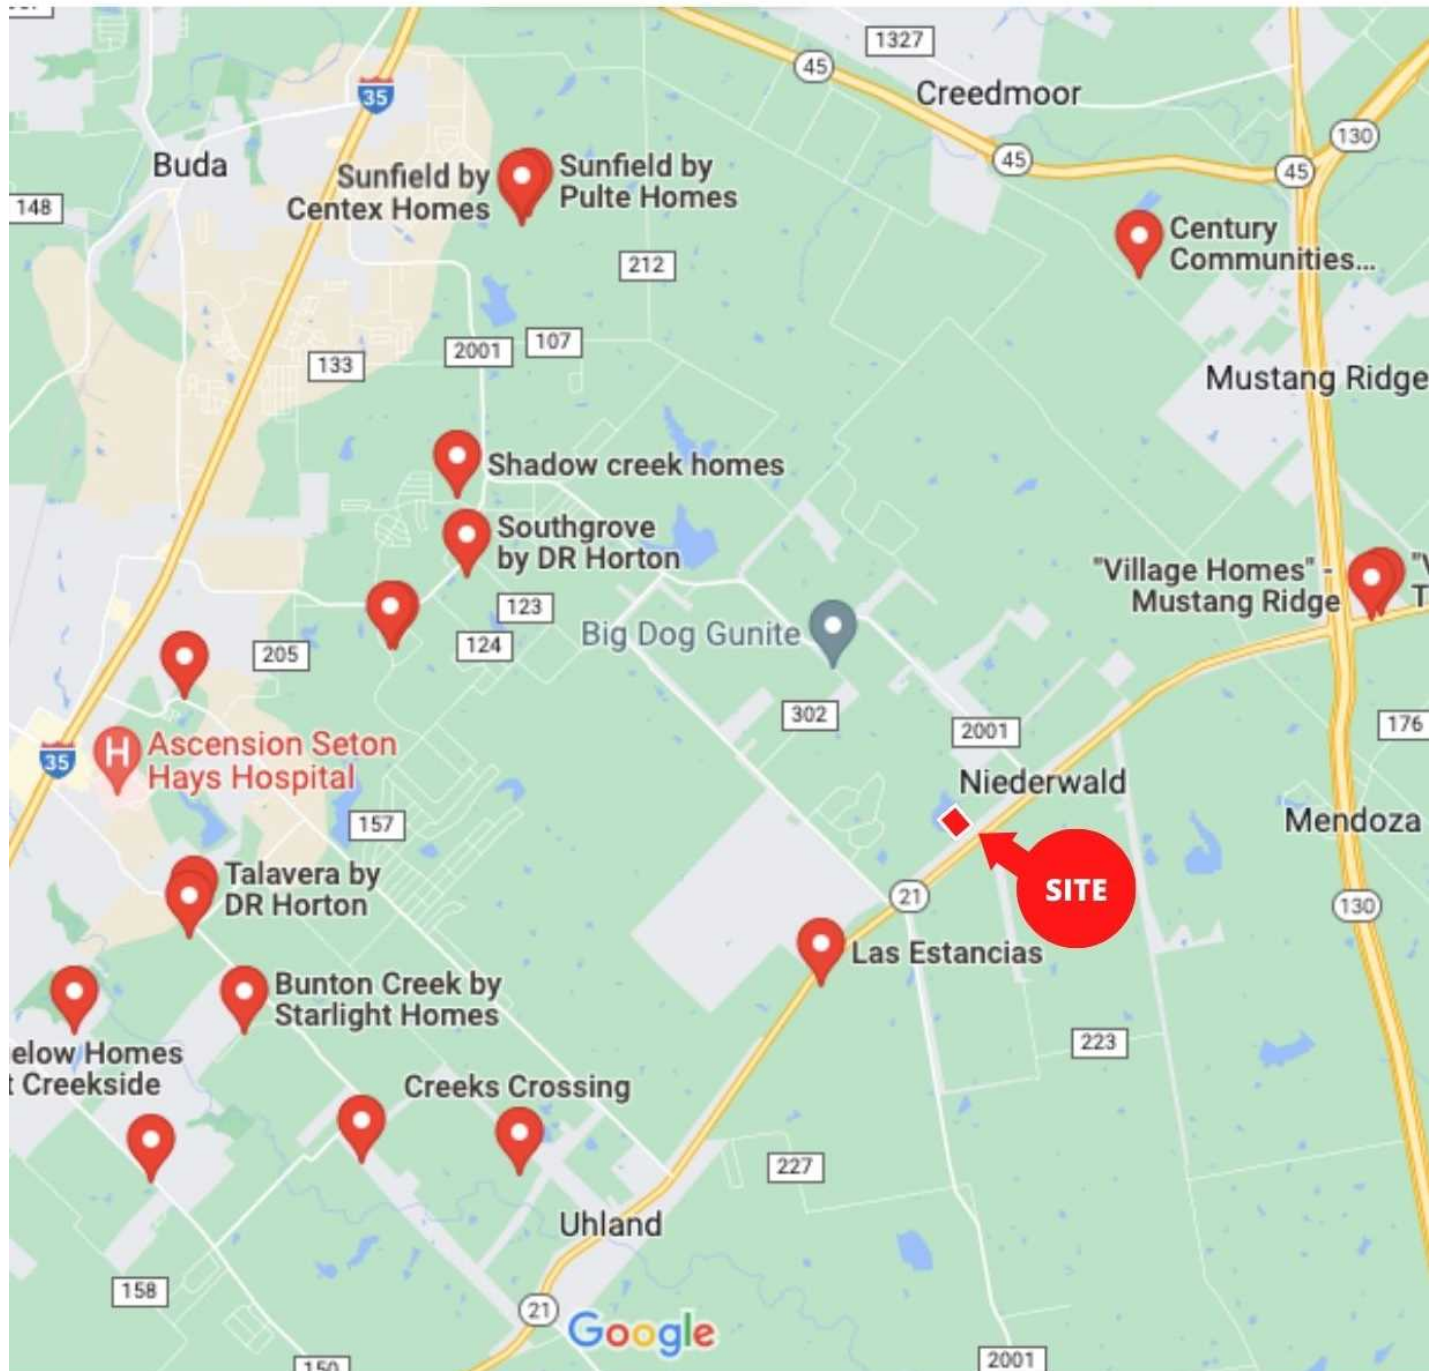 1327
45
Creedmoor
35
130
45
45
Buda
Sunfield by
Centex Homes
Sunfield by
Pulte Homes
148
Century
Communities...
212
2001
107
133
Mustang Ridge
Shadow creek homes
Southgrove
by DR Horton
"Village Homes" -
Mustang Ridge
123
124
Big Dog Gunite
205
302
2001
176
Ascension Seton
Hays Hospital
H
35
Niederwald
157
Mendoza
SITE
Talavera by
DR Horton
21
130
Las Estancias
Bunton Creek by
Starlight Homes
elow Homes
t Creekside
223
Creeks Crossing
227
Uhland
158
21
Google
150
2001